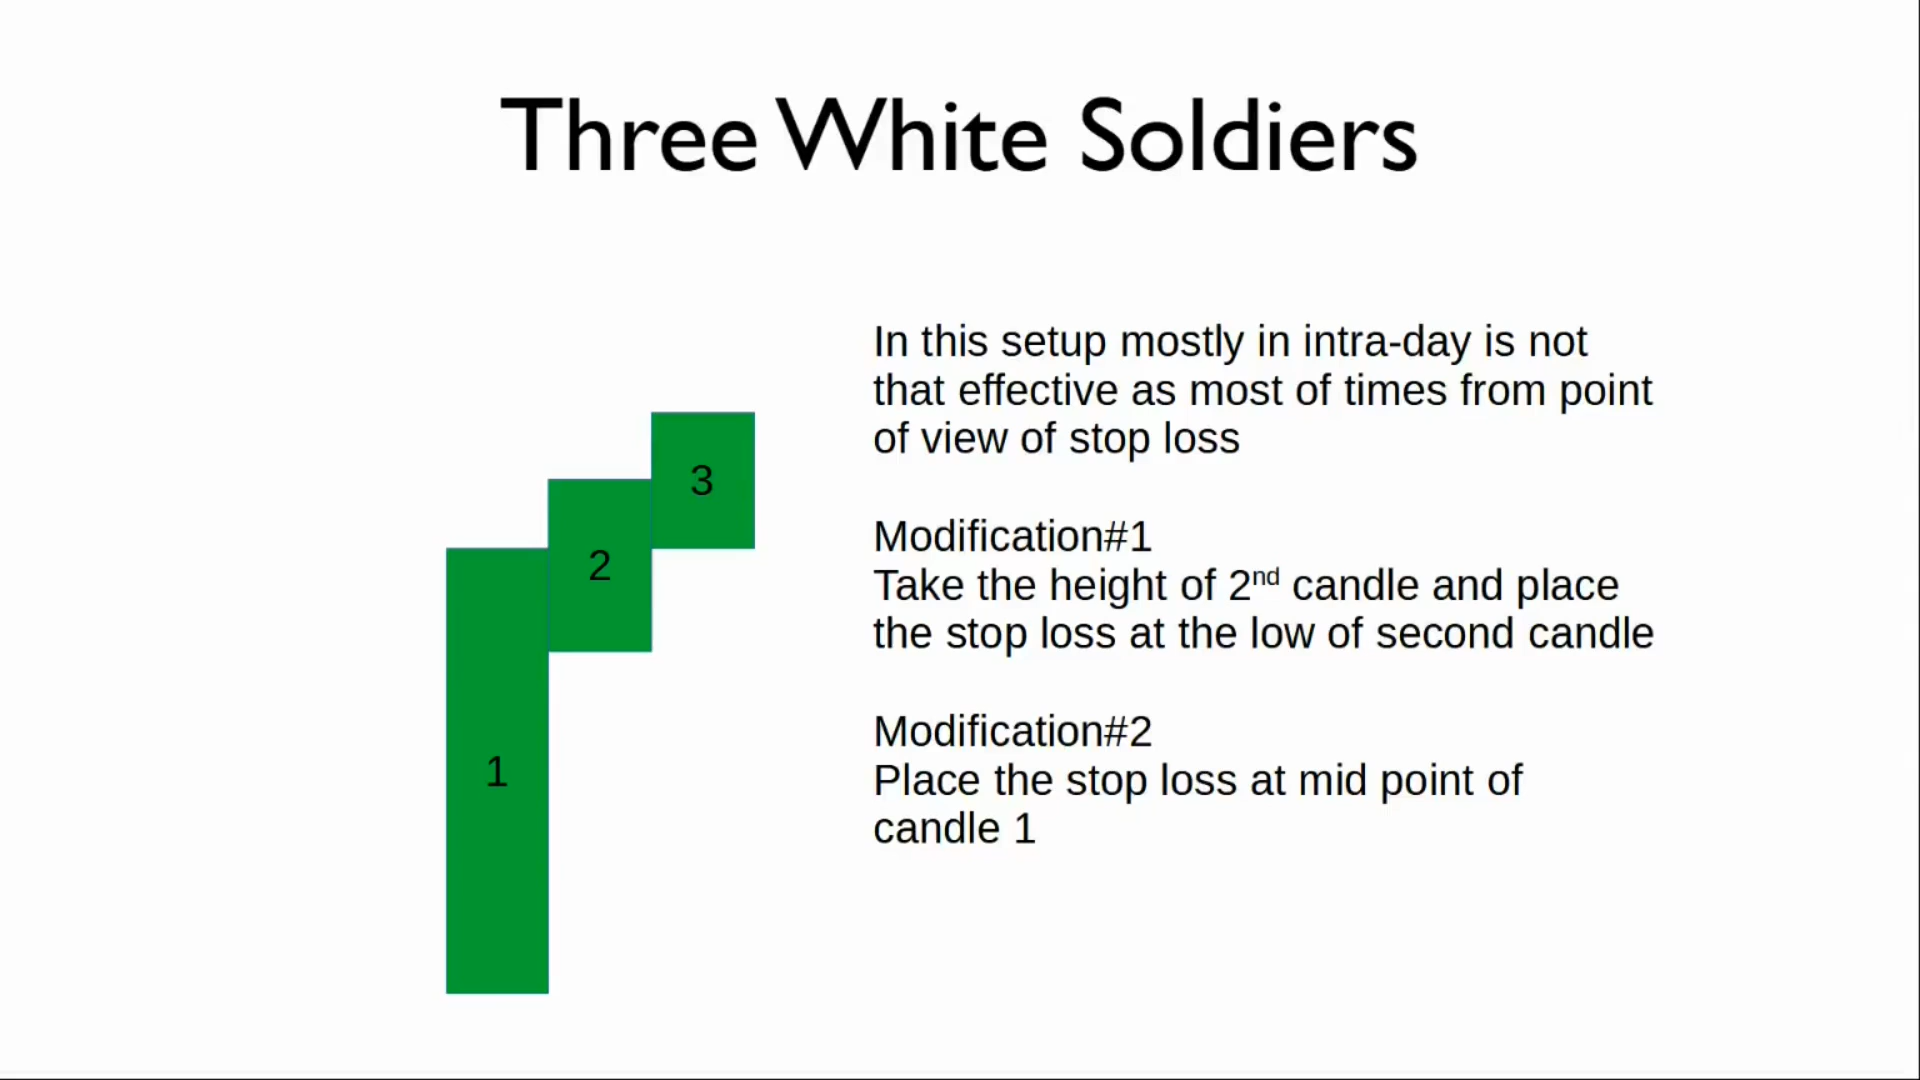 Three White Soldiers
In this setup mostly in intra-day is not
that effective as most of times from point
of view of stop loss
Modification#1
Take the height of 2nd candle and place
the stop loss at the low of second candle
Modification#2
Place the stop loss at mid point of
candle 1
3
2
1